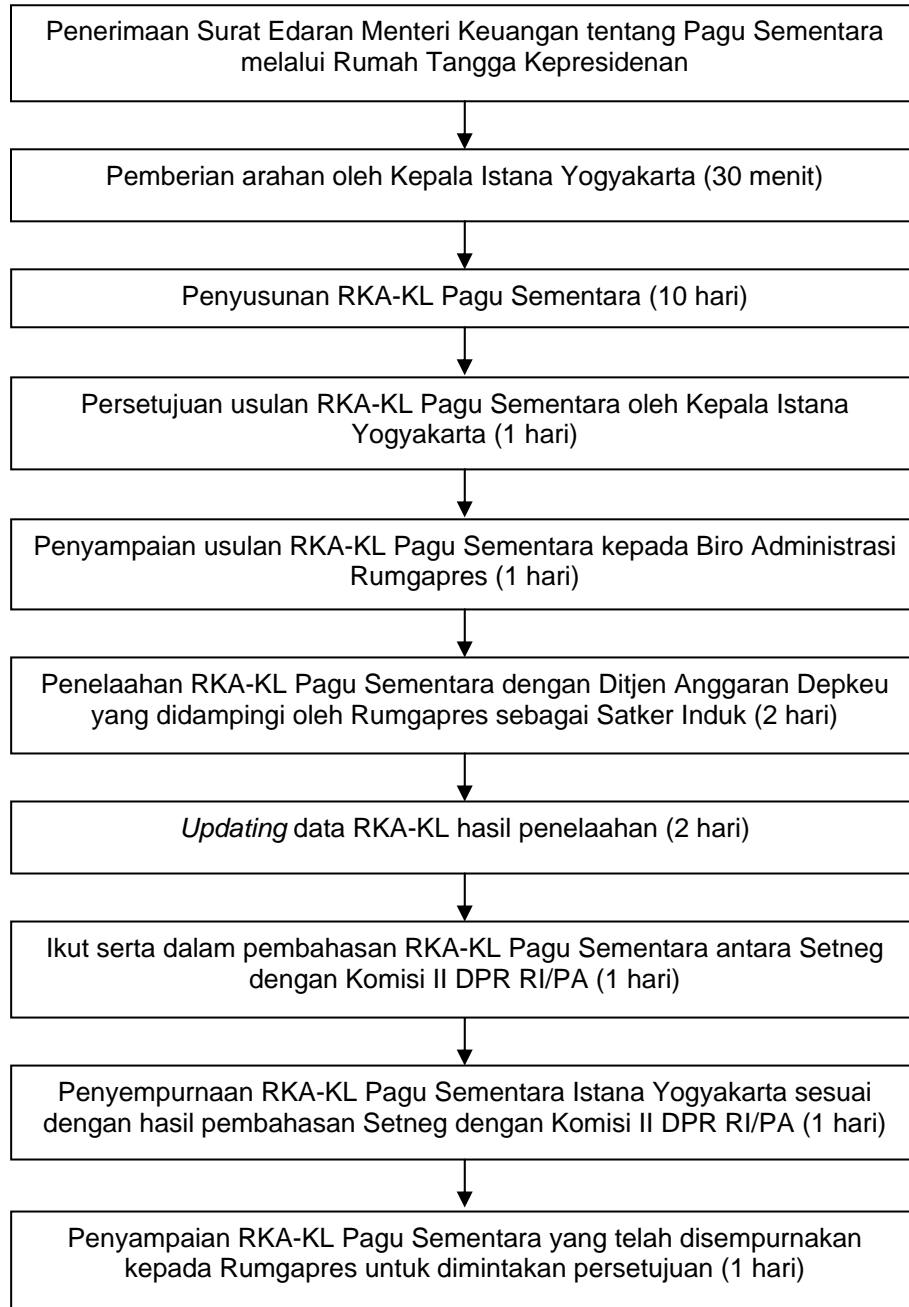 Penerimaan Surat Edaran Menteri Keuangan tentang Pagu Sementara
melalui Rumah Tangga Kepresidenan
Pemberian arahan oleh Kepala Istana Yogyakarta (30 menit)
Penyusunan RKA-KL Pagu Sementara (10 hari)
Persetujuan usulan RKA-KL Pagu Sementara oleh Kepala Istana
Yogyakarta (1 hari)
Penyampaian usulan RKA-KL Pagu Sementara kepada Biro Administrasi
Rumgapres (1 hari)
Penelaahan RKA-KL Pagu Sementara dengan Ditjen Anggaran Depkeu
yang didampingi oleh Rumgapres sebagai Satker Induk (2 hari)
Updating data RKA-KL hasil penelaahan (2 hari)
Ikut serta dalam pembahasan RKA-KL Pagu Sementara antara Setneg
dengan Komisi II DPR RI/PA (1 hari)
Penyempurnaan RKA-KL Pagu Sementara Istana Yogyakarta sesuai
dengan hasil pembahasan Setneg dengan Komisi II DPR RI/PA (1 hari)
Penyampaian RKA-KL Pagu Sementara yang telah disempurnakan
kepada Rumgapres untuk dimintakan persetujuan (1 hari)